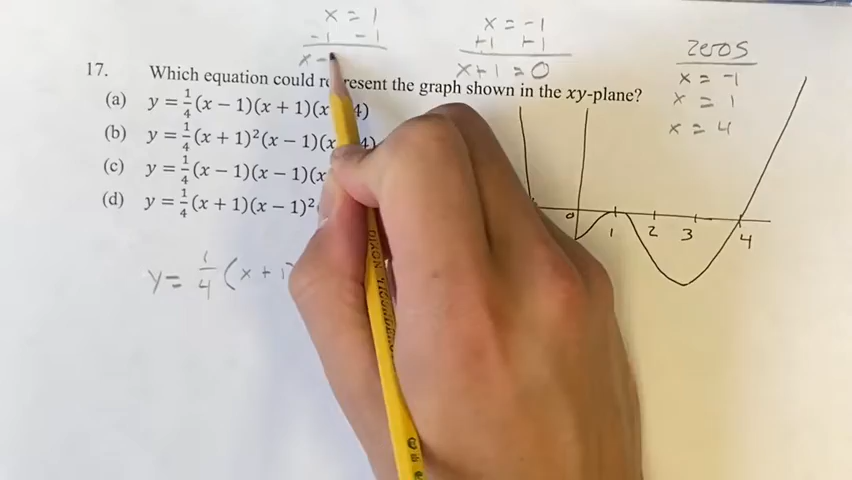 x = 1
-1 -1
x -
x = -1
+1 +1
x+1 = 0
zeros
x = -1
x = 1
x = 4
17. Which equation could represent the graph shown in the xy-plane?
(a) y = 1/4(x − 1)(x + 1)(x 4)
(b) y = 1/4(x + 1)²(x − 1)(x 4)
(c) y = 1/4(x − 1)(x − 1)(x
(d) y = 1/4(x + 1)(x − 1)²
0 1 2 3 4
y = 1/4 (x + 1